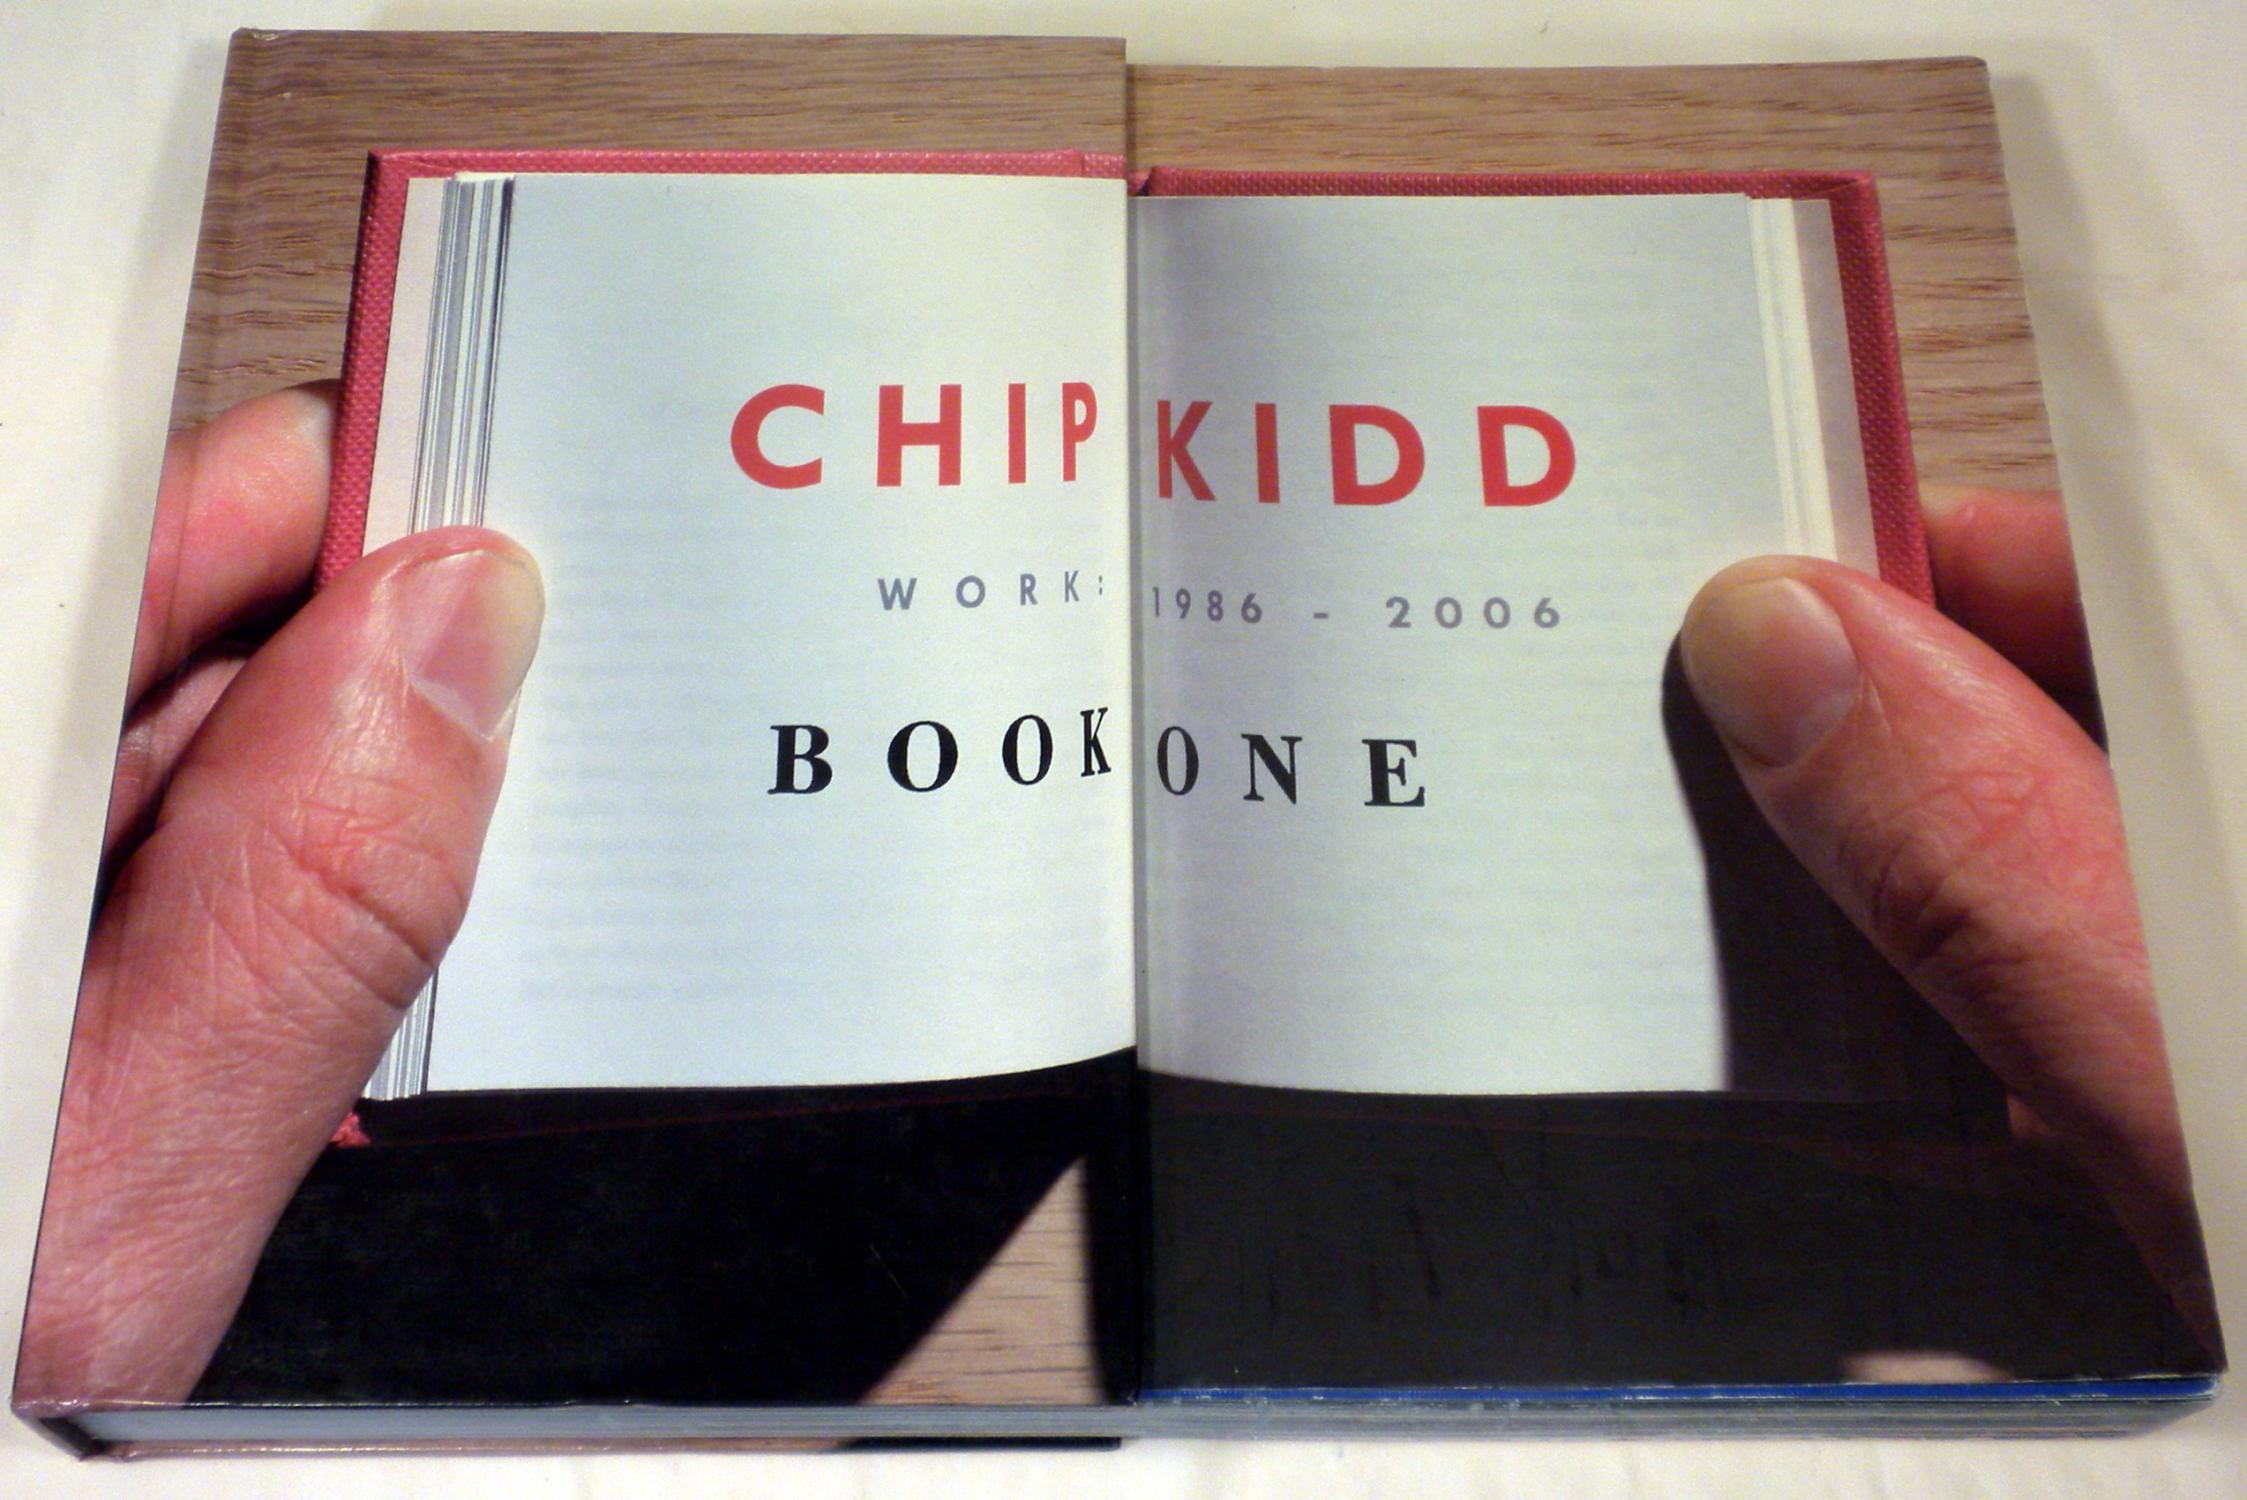 CHIP KIDD
WORK: 1986 - 2006
BOOK ONE